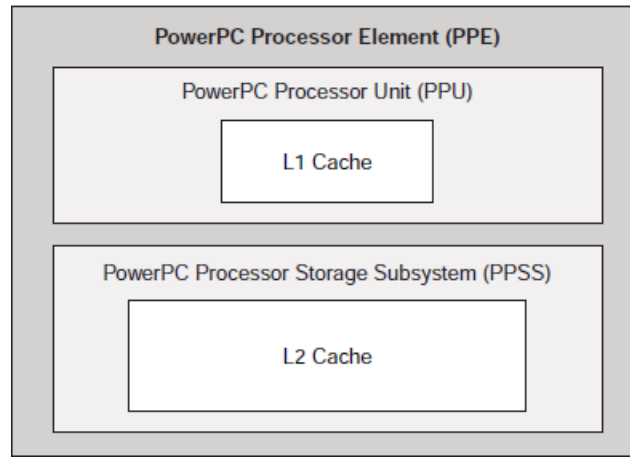 PowerPC Processor Element (PPE)
PowerPC Processor Unit (PPU)
L1 Cache
PowerPC Processor Storage Subsystem (PPSS)
L2 Cache